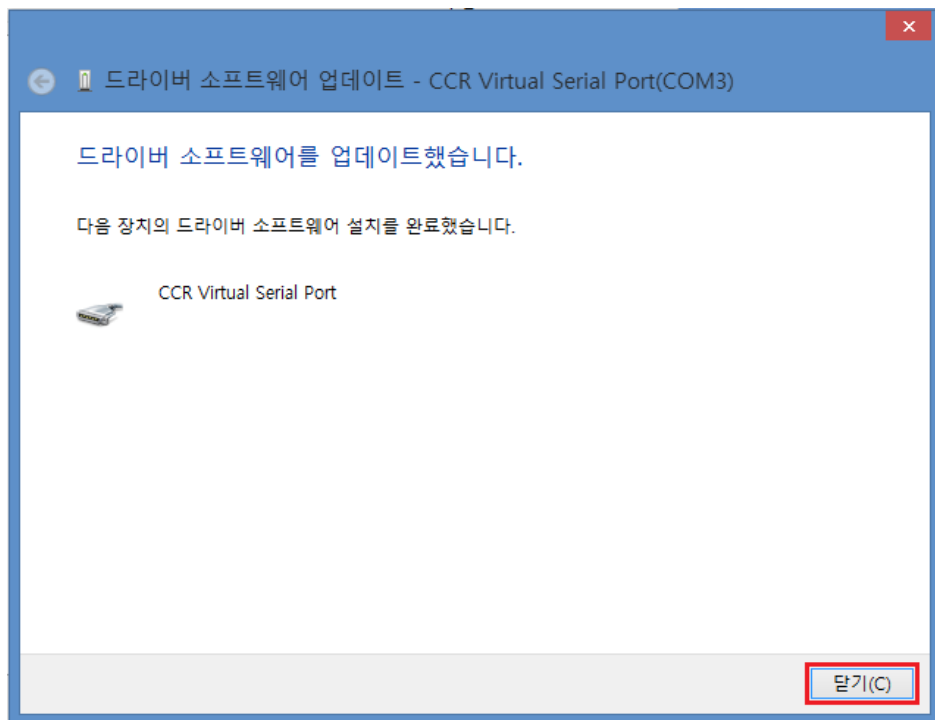 드라이버 소프트웨어 업데이트 - CCR Virtual Serial Port(COM3)
드라이버 소프트웨어를 업데이트했습니다.
다음 장치의 드라이버 소프트웨어 설치를 완료했습니다.
CCR Virtual Serial Port
닫기(C)